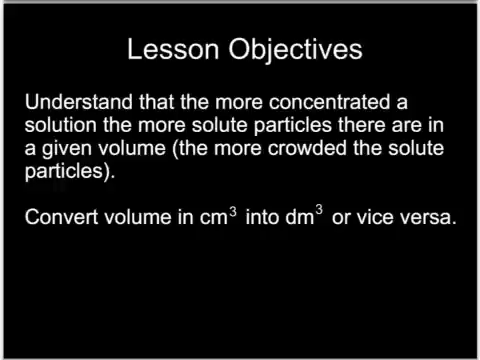 Lesson Objectives
Understand that the more concentrated a
solution the more solute particles there are in
a given volume (the more crowded the solute
particles).
Convert volume in cm³ into dm³ or vice versa.